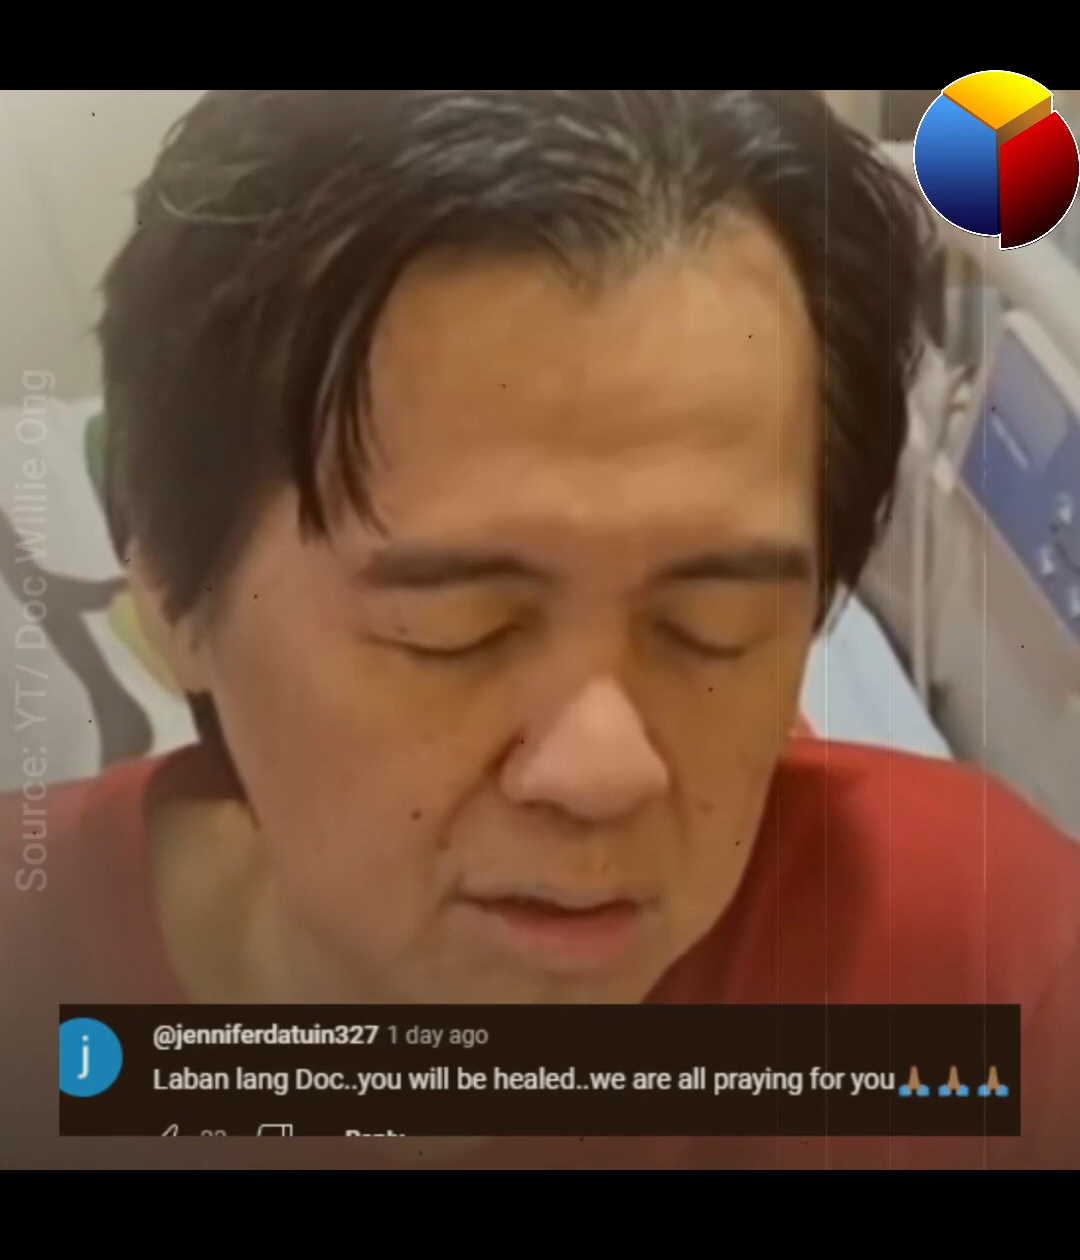 Source: YT/ Doc Willie Ong
j
@jenniferdatuin327 1 day ago
Laban lang Doc..you will be healed..we are all praying for you🙏🏽🙏🏽🙏🏽
Reply